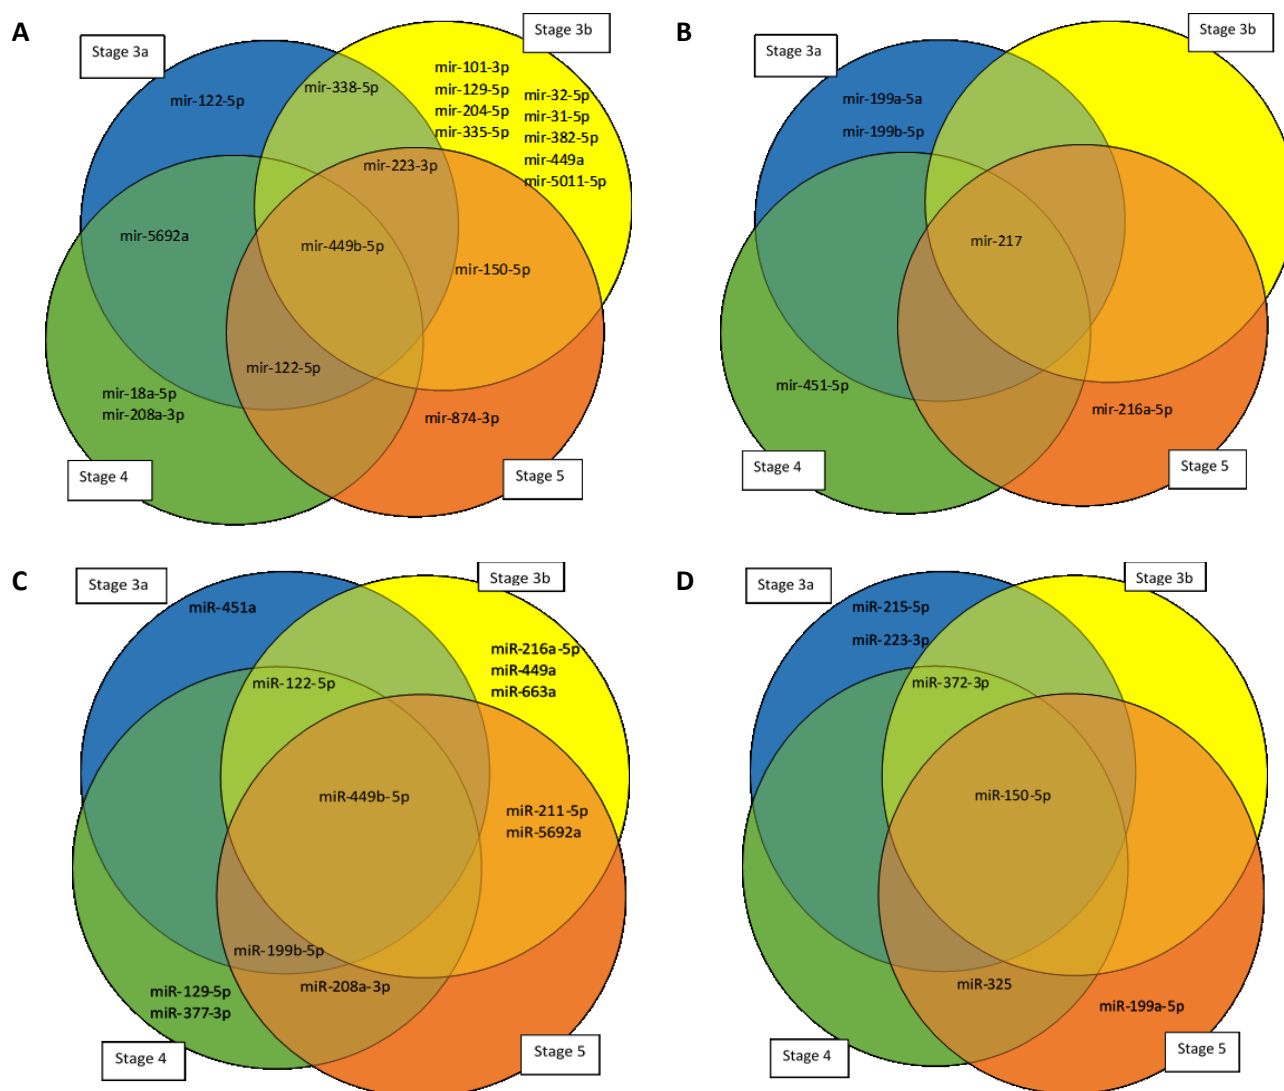 A
Stage 3a
Stage 3b
mir-122-5p
mir-338-5p
mir-101-3p
mir-129-5p
mir-204-5p
mir-335-5p
mir-32-5p
mir-31-5p
mir-382-5p
mir-449a
mir-5011-5p
mir-223-3p
mir-5692a
mir-449b-5p
mir-150-5p
mir-122-5p
mir-18a-5p
mir-208a-3p
mir-874-3p
Stage 4
Stage 5
B
Stage 3a
Stage 3b
mir-199a-5a
mir-199b-5p
mir-217
mir-451-5p
mir-216a-5p
Stage 4
Stage 5
C
Stage 3a
Stage 3b
miR-451a
miR-216a-5p
miR-449a
miR-663a
miR-122-5p
miR-449b-5p
miR-211-5p
miR-5692a
miR-199b-5p
miR-208a-3p
miR-129-5p
miR-377-3p
Stage 4
Stage 5
D
Stage 3a
Stage 3b
miR-215-5p
miR-223-3p
miR-372-3p
miR-150-5p
miR-325
miR-199a-5p
Stage 4
Stage 5